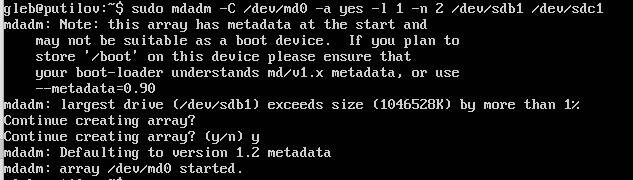 gleb@putilov:~$ sudo mdadm -C /dev/md0 -a yes -l 1 -n 2 /dev/sdb1 /dev/sdc1
mdadm: Note: this array has metadata at the start and
    may not be suitable as a boot device.  If you plan to
    store '/boot' on this device please ensure that
    your boot-loader understands md/v1.x metadata, or use
    --metadata=0.90
mdadm: largest drive (/dev/sdb1) exceeds size (1046528K) by more than 1%
Continue creating array?
Continue creating array? (y/n) y
mdadm: Defaulting to version 1.2 metadata
mdadm: array /dev/md0 started.